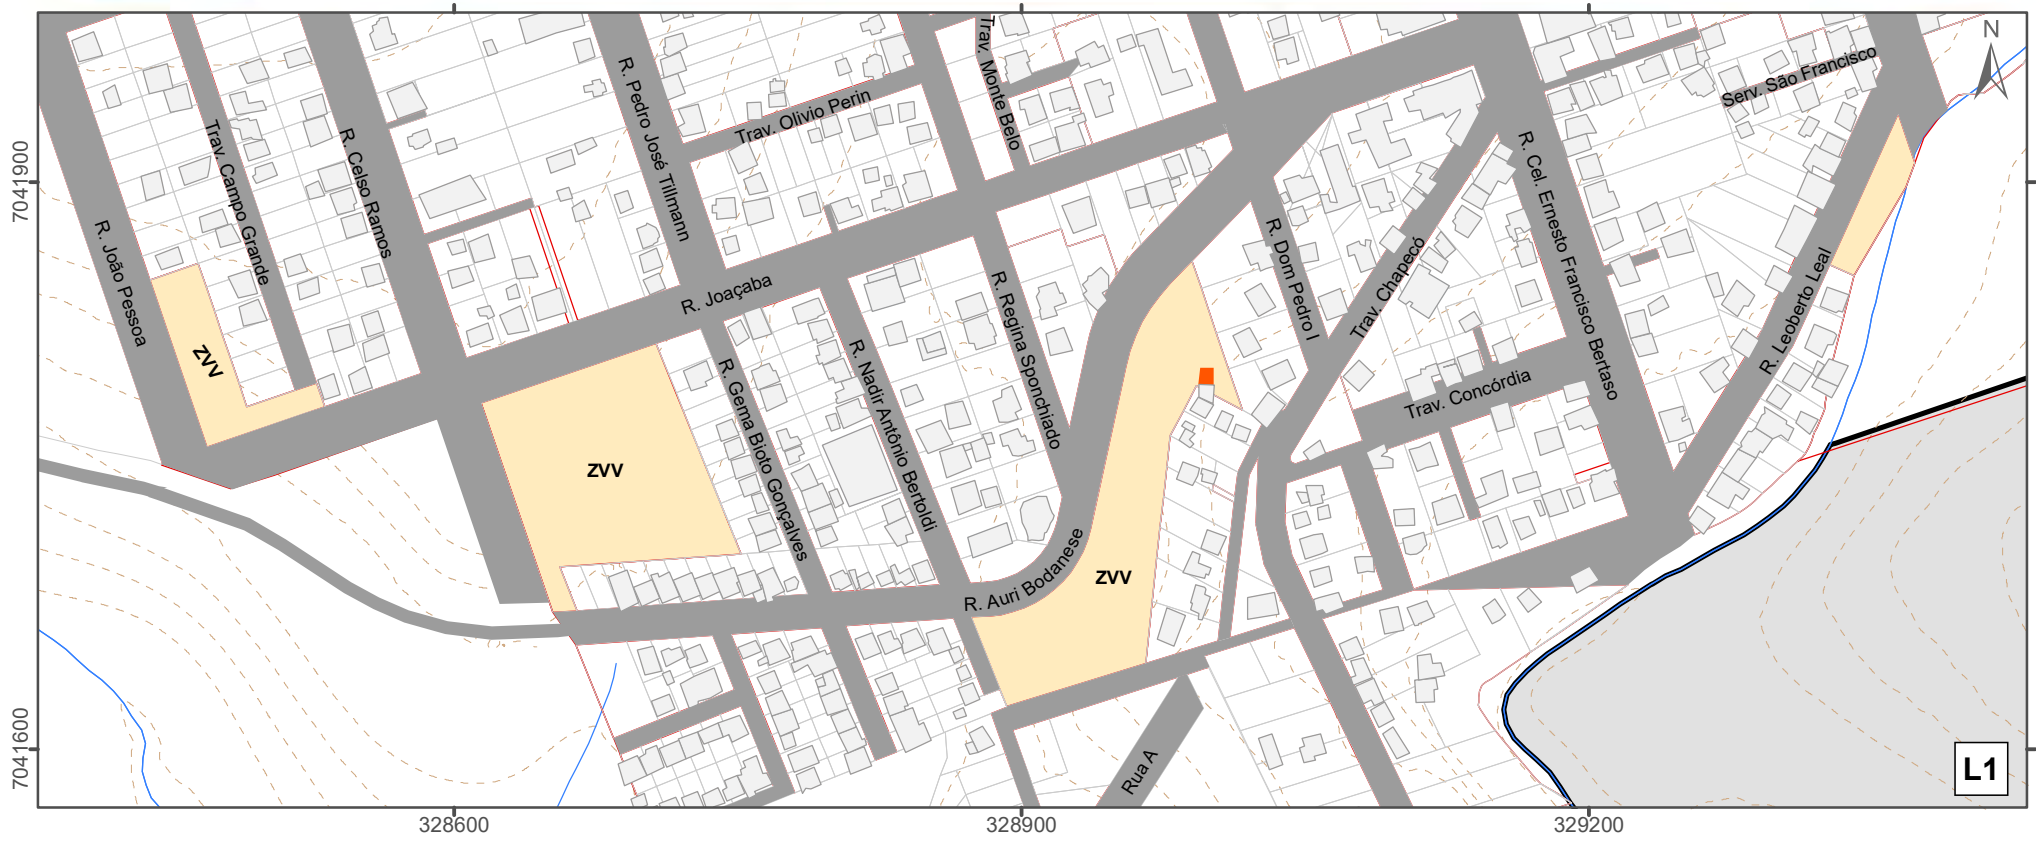 N
Trav. Monte Belo
Serv. São Francisco
R. Pedro José Tillmann
Trav. Olivio Perin
Trav. Campo Grande
R. Celso Ramos
R. Cel. Ernesto Francisco Bertaso
7041900
R. João Pessoa
R. Dom Pedro I
Trav. Chapecó
R. Leoberto Leal
R. Joaçaba
R. Regina Sponchiado
ZVV
R. Gema Bioto Gonçalves
R. Nadir Antônio Bertoldi
Trav. Concórdia
ZVV
R. Auri Bodanese
ZVV
7041600
Rua A
L1
328600
328900
329200